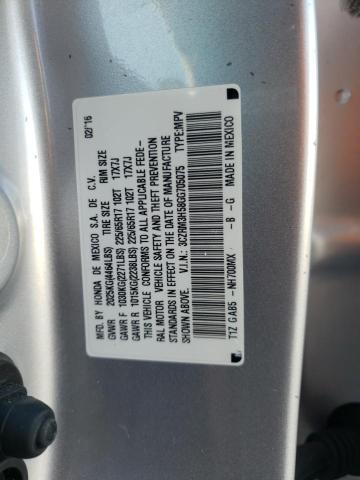 MFD. BY HONDA DE MEXICO S.A. DE C.V. 02/16
GVWR 2025KG(4464LBS) TIRE SIZE RIM SIZE
GAWR F 1030KG(2271LBS) 225/65R17 102T 17X7J
GAWR R 1015KG(2238LBS) 225/65R17 102T 17X7J
THIS VEHICLE CONFORMS TO ALL APPLICABLE FEDE-
RAL MOTOR VEHICLE SAFETY AND THEFT PREVENTION
STANDARDS IN EFFECT ON THE DATE OF MANUFACTURE
SHOWN ABOVE. V.I.N.: 3CZRM3H59GG705075 TYPE:MPV
T1Z GAB5 -NH700MX -B -G MADE IN MEXICO